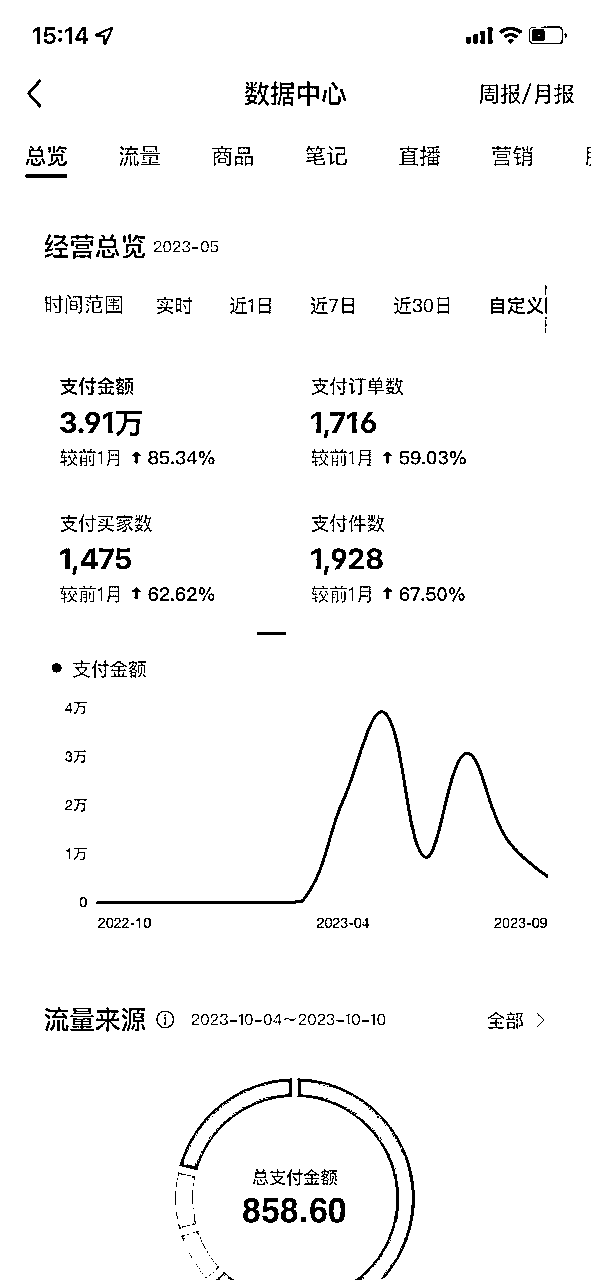 15:14
数据中心 周报/月报
总览 流量 商品 笔记 直播 营销
经营总览 2023-05
时间范围 实时 近1日 近7日 近30日 自定义
支付金额 支付订单数
3.91万 1,716
较前1月 ↑ 85.34% 较前1月 ↑ 59.03%
支付买家数 支付件数
1,475 1,928
较前1月 ↑ 62.62% 较前1月 ↑ 67.50%
支付金额
4万
3万
2万
1万
0
2022-10 2023-04 2023-09
流量来源 2023-10-04~2023-10-10 全部
总支付金额
858.60